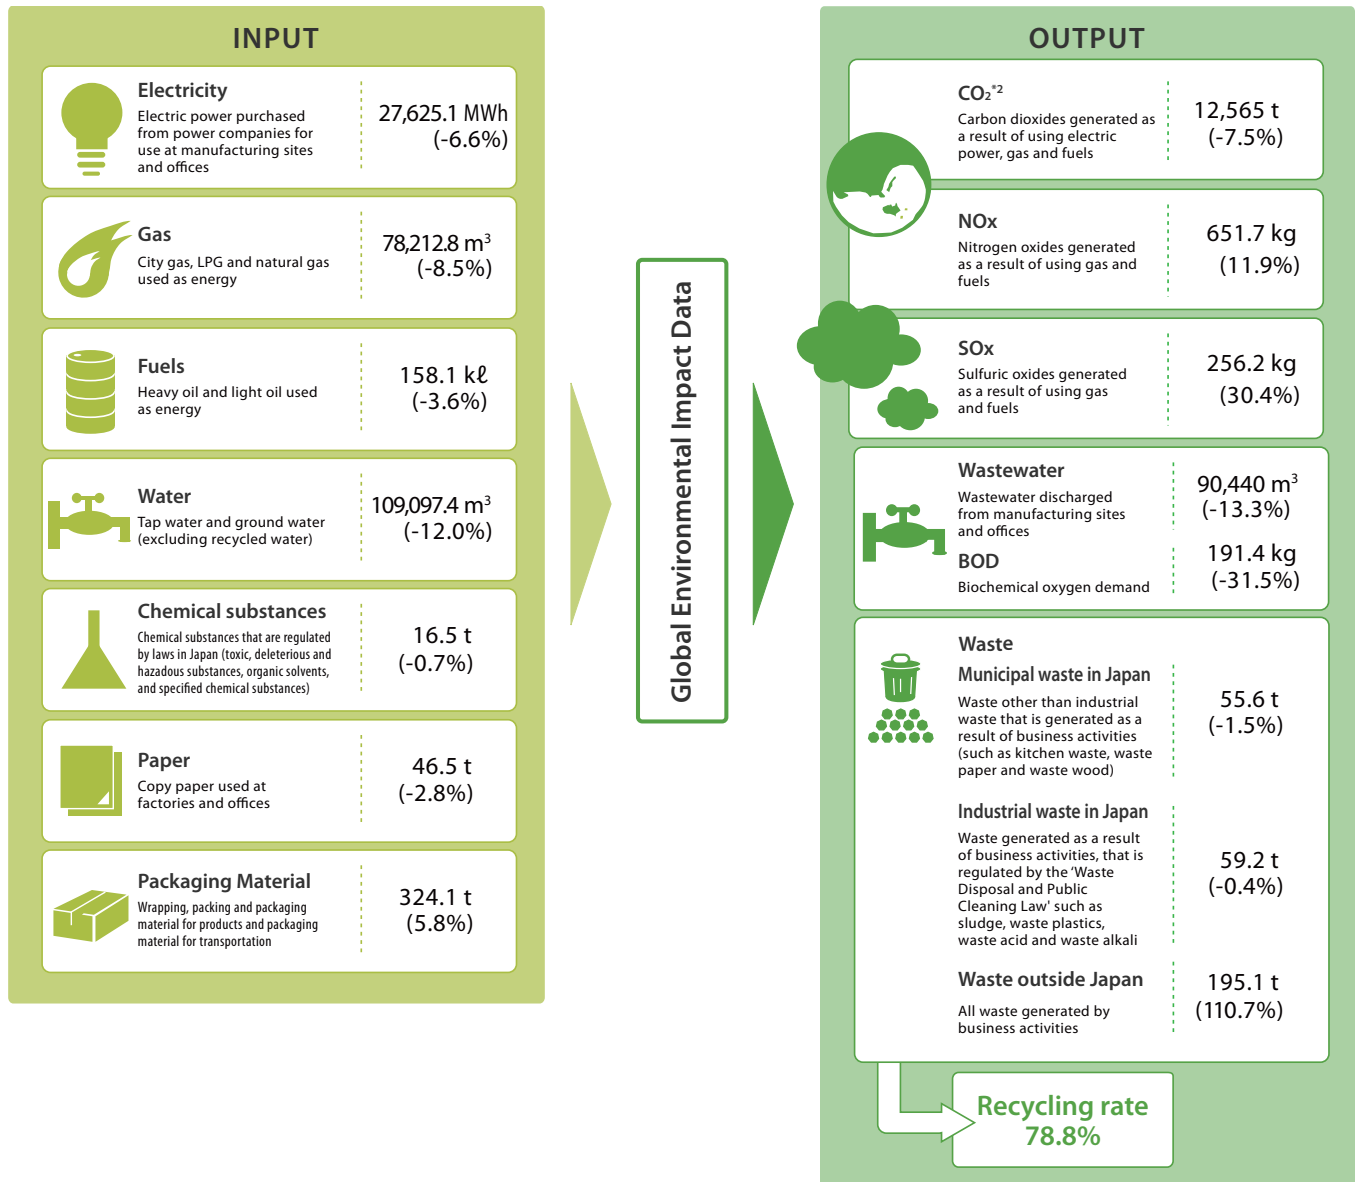 INPUT
Electricity
Electric power purchased
from power companies for
use at manufacturing sites
and offices
27,625.1 MWh
(-6.6%)
Gas
City gas, LPG and natural gas
used as energy
78,212.8 m³
(-8.5%)
Fuels
Heavy oil and light oil used
as energy
158.1 kℓ
(-3.6%)
Water
Tap water and ground water
(excluding recycled water)
109,097.4 m³
(-12.0%)
Chemical substances
Chemical substances that are regulated
by laws in Japan (toxic, deleterious and
hazadous substances, organic solvents,
and specified chemical substances)
16.5 t
(-0.7%)
Paper
Copy paper used at
factories and offices
46.5 t
(-2.8%)
Packaging Material
Wrapping, packing and packaging
material for products and packaging
material for transportation
324.1 t
(5.8%)
Global Environmental Impact Data
OUTPUT
CO₂*²
Carbon dioxides generated as
a result of using electric
power, gas and fuels
12,565 t
(-7.5%)
NOx
Nitrogen oxides generated
as a result of using gas and
fuels
651.7 kg
(11.9%)
SOx
Sulfuric oxides generated
as a result of using gas
and fuels
256.2 kg
(30.4%)
Wastewater
Wastewater discharged
from manufacturing sites
and offices
90,440 m³
(-13.3%)
BOD
Biochemical oxygen demand
191.4 kg
(-31.5%)
Waste
Municipal waste in Japan
Waste other than industrial
waste that is generated as a
result of business activities
(such as kitchen waste, waste
paper and waste wood)
55.6 t
(-1.5%)
Industrial waste in Japan
Waste generated as a result
of business activities, that is
regulated by the ‘Waste
Disposal and Public
Cleaning Law' such as
sludge, waste plastics,
waste acid and waste alkali
59.2 t
(-0.4%)
Waste outside Japan
All waste generated by
business activities
195.1 t
(110.7%)
Recycling rate
78.8%